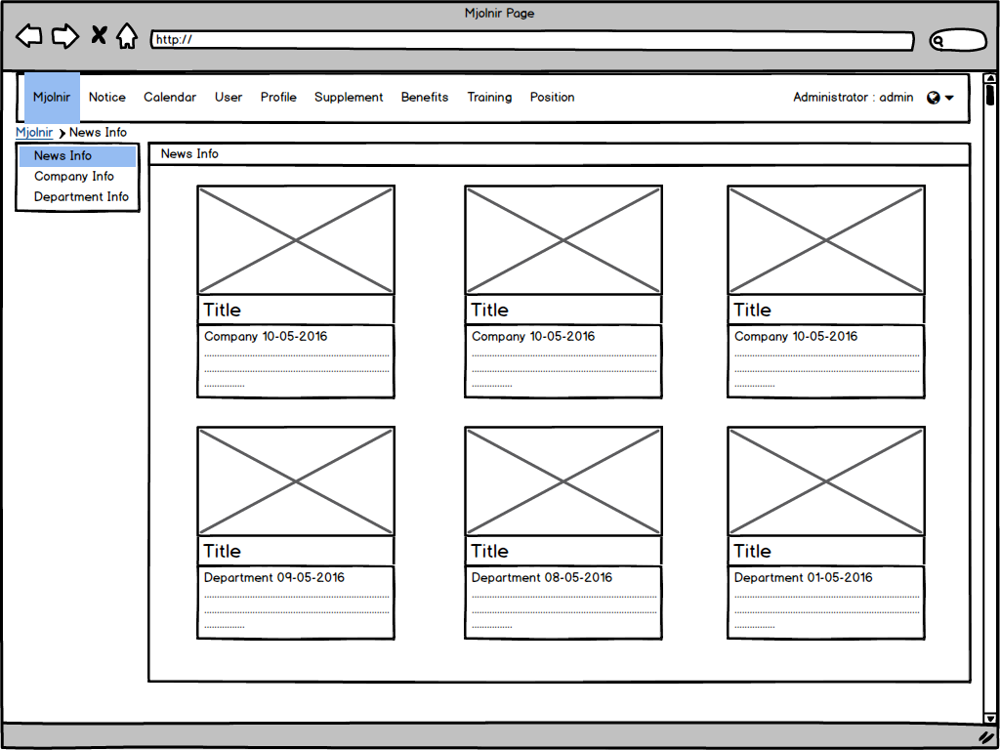 Mjolnir Page
http://
Mjolnir Notice Calendar User Profile Supplement Benefits Training Position Administrator : admin
Mjolnir News Info
News Info
Company Info
Department Info
News Info
Title Title Title
Company 10-05-2016 Company 10-05-2016 Company 10-05-2016
Title Title Title
Department 09-05-2016 Department 08-05-2016 Department 01-05-2016